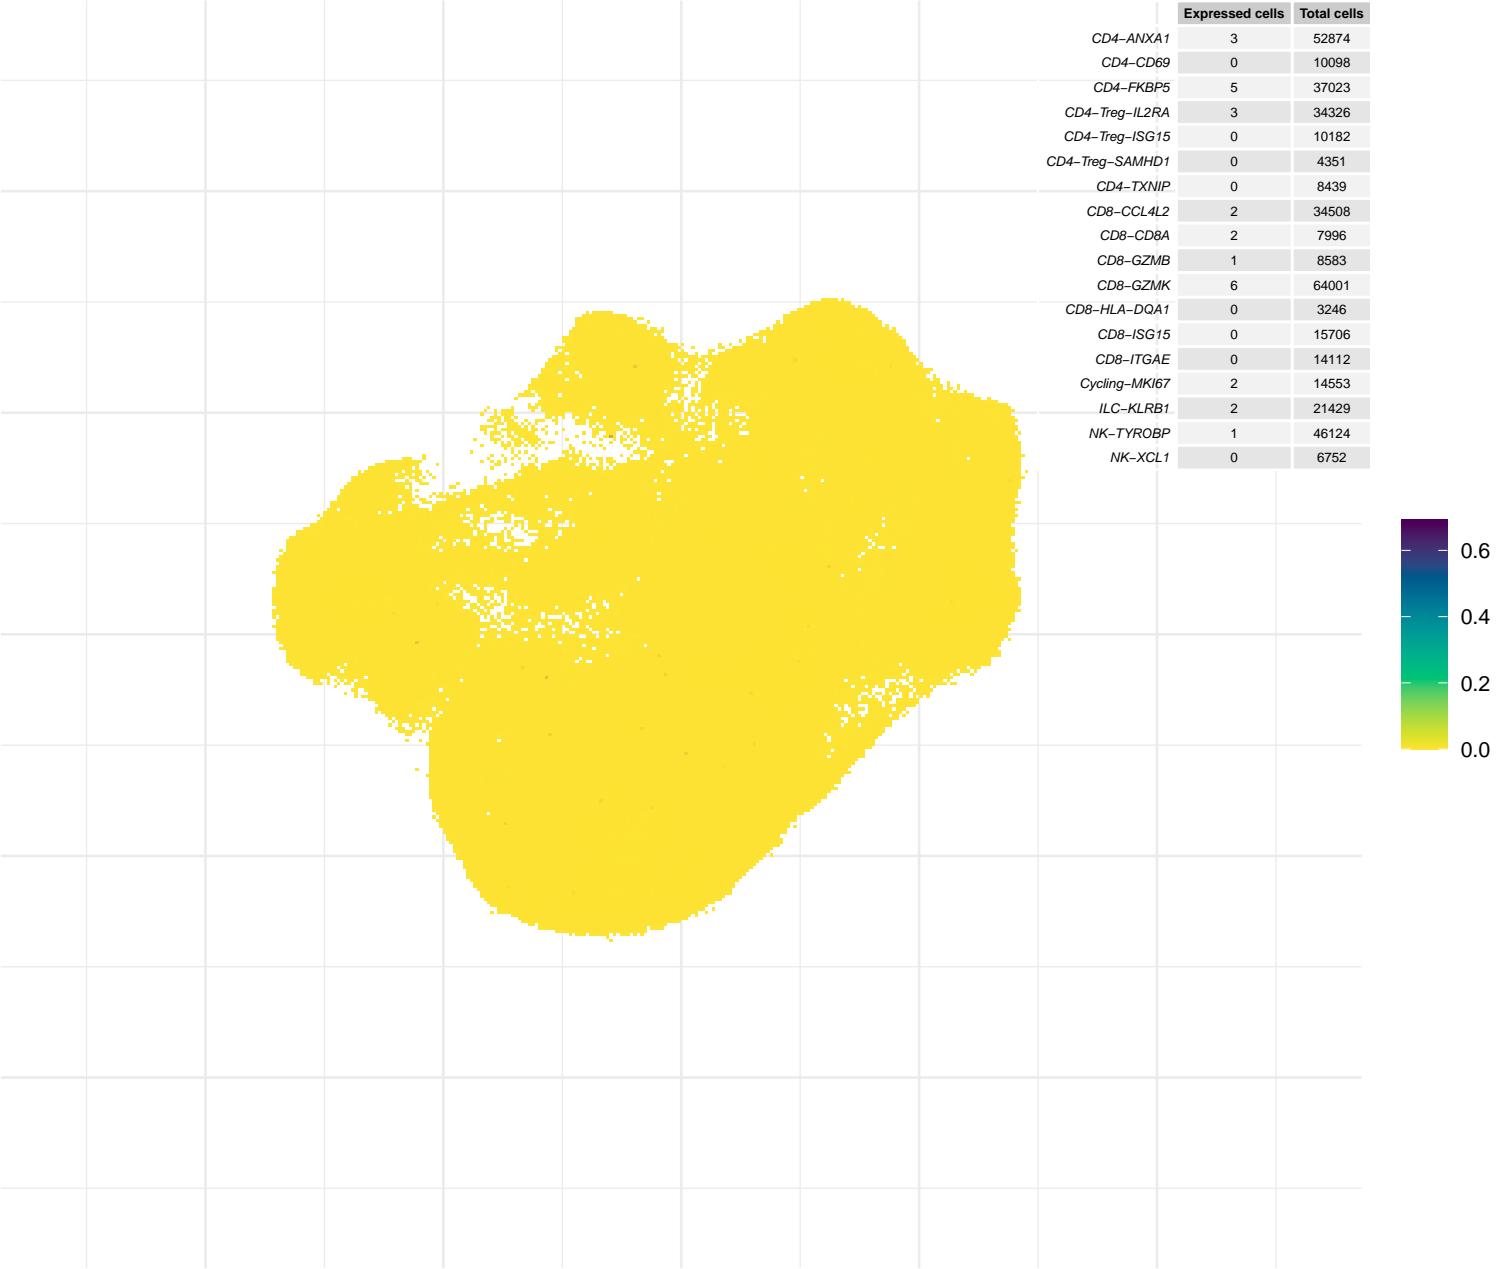 Expressed cells Total cells
CD4−ANXA1 3 52874
CD4−CD69 0 10098
CD4−FKBP5 5 37023
CD4−Treg−IL2RA 3 34326
CD4−Treg−ISG15 0 10182
CD4−Treg−SAMHD1 0 4351
CD4−TXNIP 0 8439
CD8−CCL4L2 2 34508
CD8−CD8A 2 7996
CD8−GZMB 1 8583
CD8−GZMK 6 64001
CD8−HLA−DQA1 0 3246
CD8−ISG15 0 15706
CD8−ITGAE 0 14112
Cycling−MKI67 2 14553
ILC−KLRB1 2 21429
NK−TYROBP 1 46124
NK−XCL1 0 6752
0.6
0.4
0.2
0.0